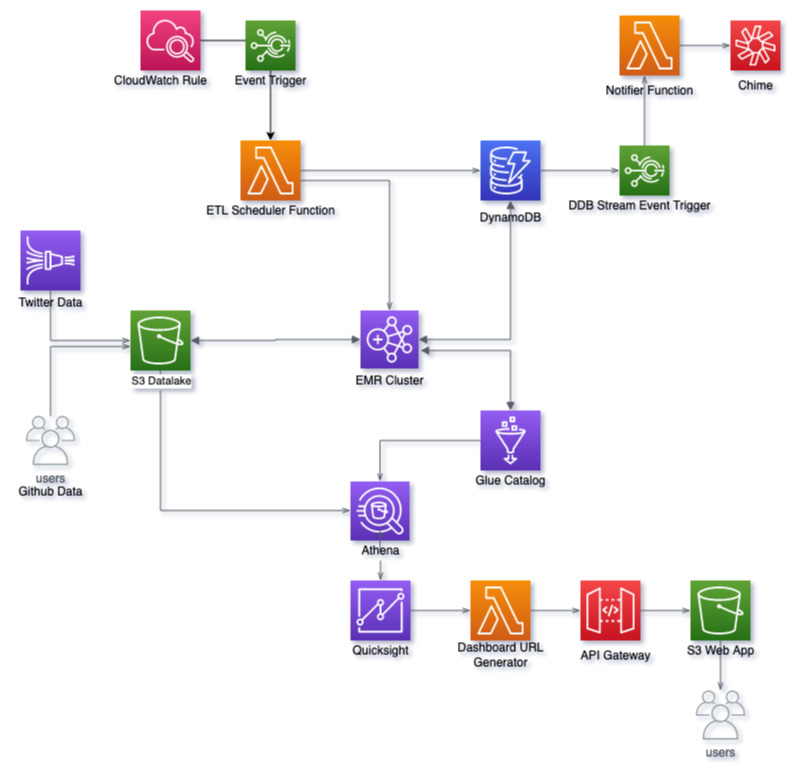 CloudWatch Rule
Event Trigger
Notifier Function
Chime
ETL Scheduler Function
DynamoDB
DDB Stream Event Trigger
Twitter Data
S3 Datalake
EMR Cluster
users
Github Data
Glue Catalog
Athena
Quicksight
Dashboard URL
Generator
</>
API Gateway
S3 Web App
users